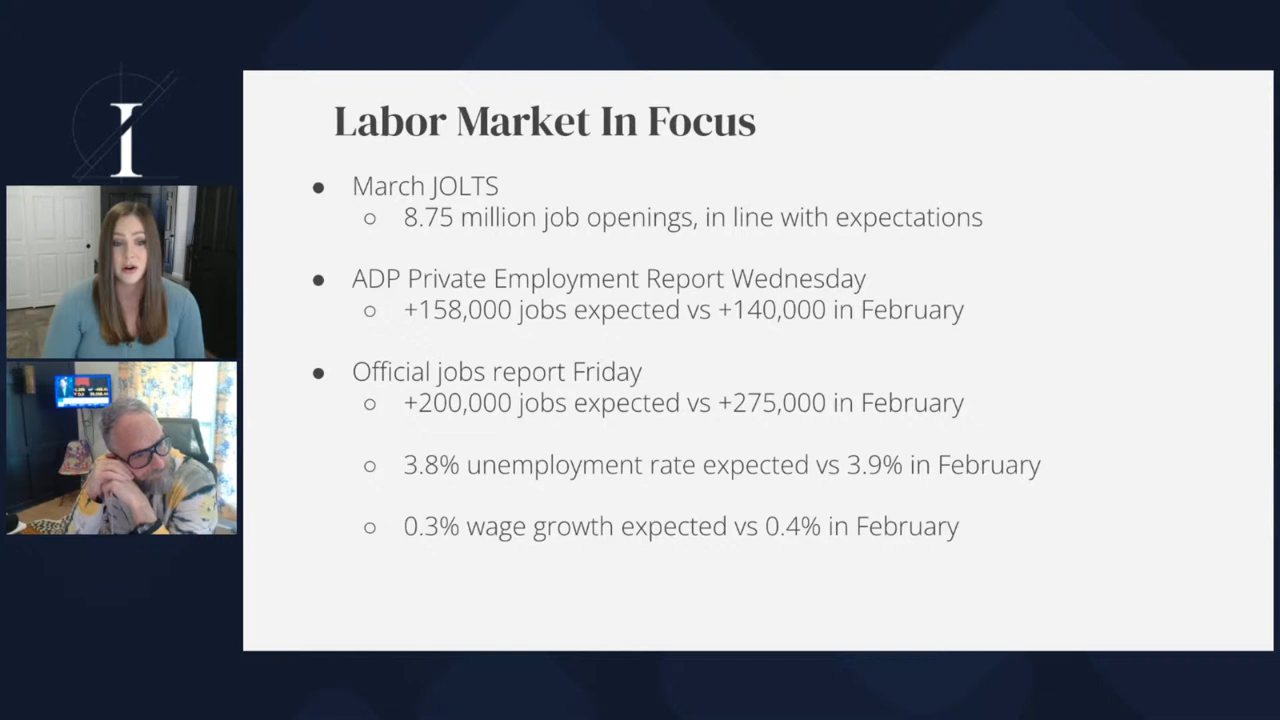 I
Labor Market In Focus
March JOLTS
8.75 million job openings, in line with expectations
ADP Private Employment Report Wednesday
+158,000 jobs expected vs +140,000 in February
Official jobs report Friday
+200,000 jobs expected vs +275,000 in February
3.8% unemployment rate expected vs 3.9% in February
0.3% wage growth expected vs 0.4% in February